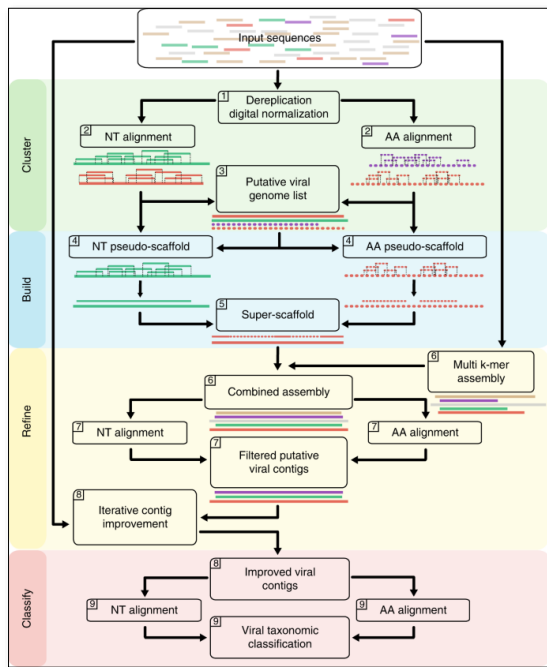 Input sequences
Cluster
1
Dereplication
digital normalization
2
NT alignment
2
AA alignment
3
Putative viral
genome list
Build
4
NT pseudo-scaffold
4
AA pseudo-scaffold
5
Super-scaffold
Refine
6
Multi k-mer
assembly
6
Combined assembly
7
NT alignment
7
AA alignment
7
Filtered putative
viral contigs
8
Iterative contig
improvement
Classify
8
Improved viral
contigs
9
NT alignment
9
AA alignment
9
Viral taxonomic
classification